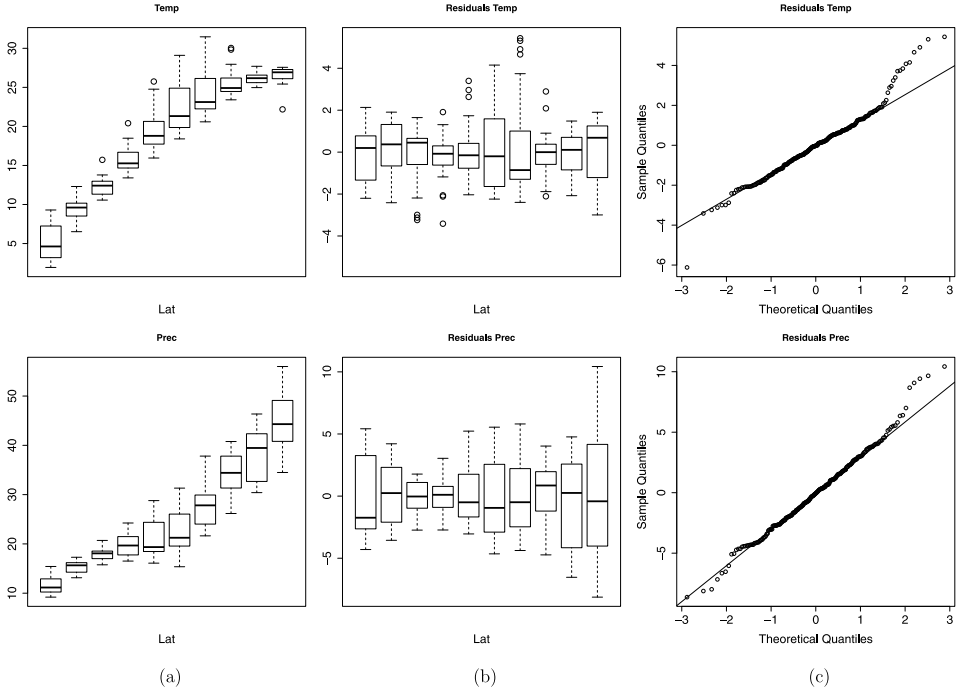 Temp
30
25
20
15
10
5
Lat
Residuals Temp
4
2
0
−2
−4
Lat
Residuals Temp
Sample Quantiles
4
2
0
−2
−4
−6
−3 −2 −1 0 1 2 3
Theoretical Quantiles
Prec
50
40
30
20
10
Lat
Residuals Prec
10
5
0
−5
Lat
Residuals Prec
Sample Quantiles
10
5
0
−5
−3 −2 −1 0 1 2 3
Theoretical Quantiles
(a)
(b)
(c)